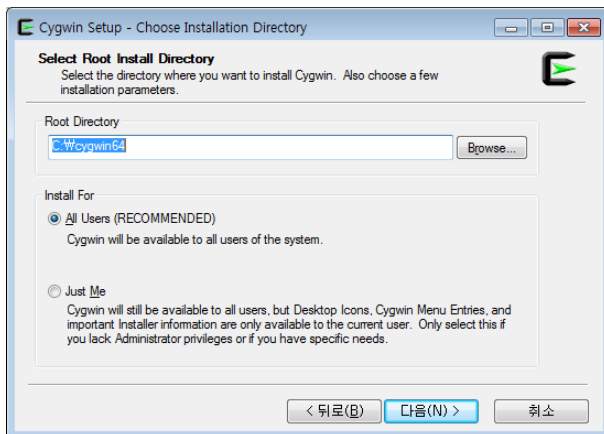 Cygwin Setup - Choose Installation Directory
Select Root Install Directory
Select the directory where you want to install Cygwin. Also choose a few
installation parameters.
Root Directory
C:₩cygwin64
Browse...
Install For
All Users (RECOMMENDED)
Cygwin will be available to all users of the system.
Just Me
Cygwin will still be available to all users, but Desktop Icons, Cygwin Menu Entries, and
important Installer information are only available to the current user. Only select this if
you lack Administrator privileges or if you have specific needs.
< 뒤로(B)
다음(N) >
취소